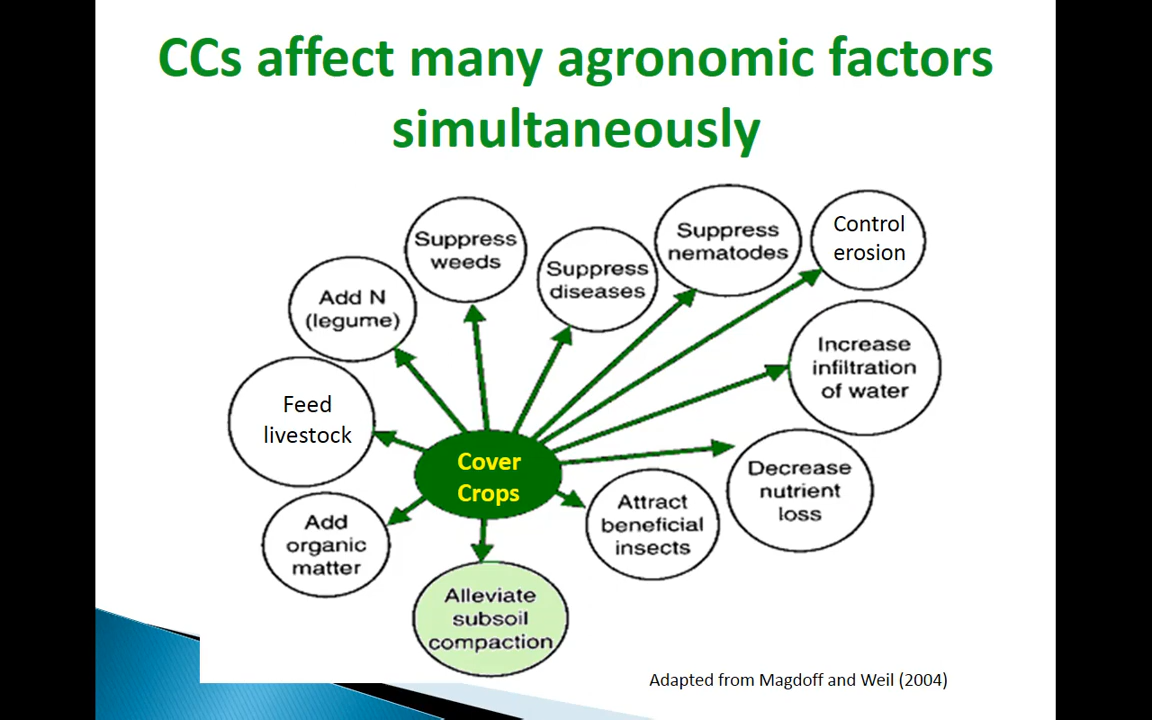 CCs affect many agronomic factors
simultaneously
Suppress
weeds
Suppress
diseases
Suppress
nematodes
Control
erosion
Add N
(legume)
Increase
infiltration
of water
Feed
livestock
Cover
Crops
Decrease
nutrient
loss
Attract
beneficial
insects
Add
organic
matter
Alleviate
subsoil
compaction
Adapted from Magdoff and Weil (2004)